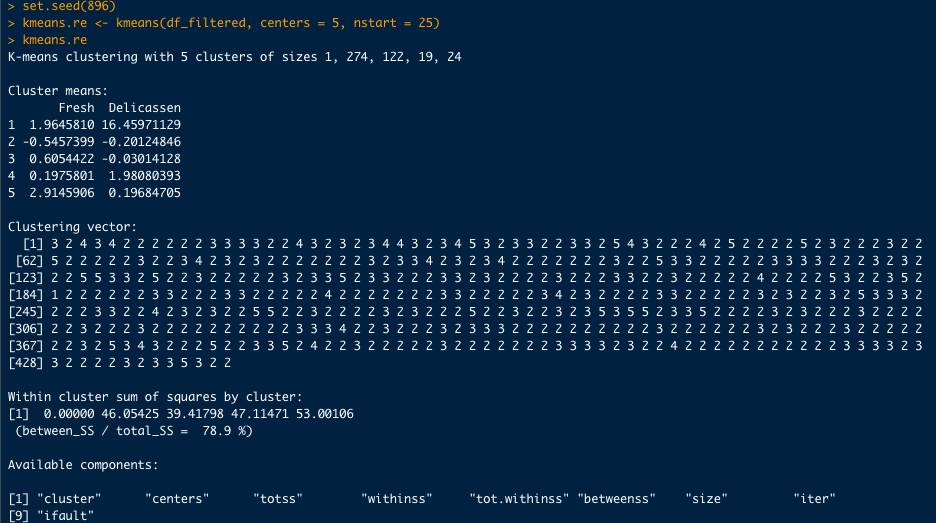 > set.seed(896)
> kmeans.re <- kmeans(df_filtered, centers = 5, nstart = 25)
> kmeans.re
K-means clustering with 5 clusters of sizes 1, 274, 122, 19, 24
Cluster means:
Fresh Delicassen
1 1.9645810 16.45971129
2 -0.5457399 -0.20124846
3 0.6054422 -0.03014128
4 0.1975801 1.98080393
5 2.9145906 0.19684705
Clustering vector:
[1] 3 2 4 3 4 2 2 2 2 2 2 3 3 3 3 2 2 4 3 2 3 2 3 4 4 3 2 3 4 5 3 2 3 3 2 2 3 3 2 5 4 3 2 2 2 4 2 5 2 2 2 2 5 2 3 2 2 2 3 2 2
[62] 5 2 2 2 2 2 3 2 2 3 4 2 3 2 3 2 2 2 2 2 2 2 2 3 2 3 3 4 2 3 2 3 4 2 2 2 2 2 2 2 3 2 2 5 3 3 2 2 2 2 2 3 3 3 3 2 2 2 3 2 3 2
[123] 2 2 5 5 3 3 2 5 2 2 3 2 2 2 2 2 3 2 3 3 5 2 3 3 2 2 2 2 3 2 2 2 2 3 2 2 2 3 3 2 2 3 2 2 2 2 2 4 2 2 2 2 5 3 2 2 3 5 2
[184] 1 2 2 2 2 2 2 3 3 2 2 2 3 3 2 2 2 2 2 4 2 2 2 2 2 2 2 3 3 2 2 2 2 2 3 4 3 2 2 2 2 2 3 3 2 2 2 2 2 2 3 2 3 2 2 3 2 5 3 3 3 2
[245] 2 2 2 3 3 2 2 4 2 2 3 2 3 2 2 5 5 2 2 3 2 2 2 2 3 2 3 2 2 2 5 2 2 3 2 3 5 3 5 5 2 3 3 5 2 2 2 2 3 2 2 2 3 2 2 2 2
[306] 2 2 3 2 2 2 3 2 3 2 2 2 2 2 2 3 3 3 4 2 2 3 2 2 2 3 2 3 3 3 2 2 2 2 2 2 2 3 2 2 2 2 2 2 3 2 3 2 2 3 2 2 2 2 2 2
[367] 2 2 3 2 5 3 4 3 2 2 2 5 2 2 3 3 5 2 4 2 2 3 2 2 2 2 2 3 2 2 2 2 2 2 2 3 3 3 3 2 3 2 2 4 2 2 2 2 2 2 2 2 2 2 3 3 3 3 2 3
[428] 3 2 2 2 2 3 2 3 3 5 3 2 2
Within cluster sum of squares by cluster:
[1] 0.00000 46.05425 39.41798 47.11471 53.00106
(between_SS / total_SS = 78.9 %)
Available components:
[1] "cluster" "centers" "totss" "withinss" "tot.withinss" "betweenss" "size" "iter"
[9] "ifault"